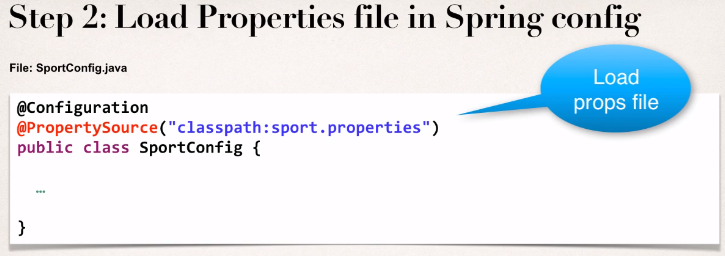 Step 2: Load Properties file in Spring config
File: SportConfig.java
Load
props file
@Configuration
@PropertySource("classpath:sport.properties")
public class SportConfig {
…
}